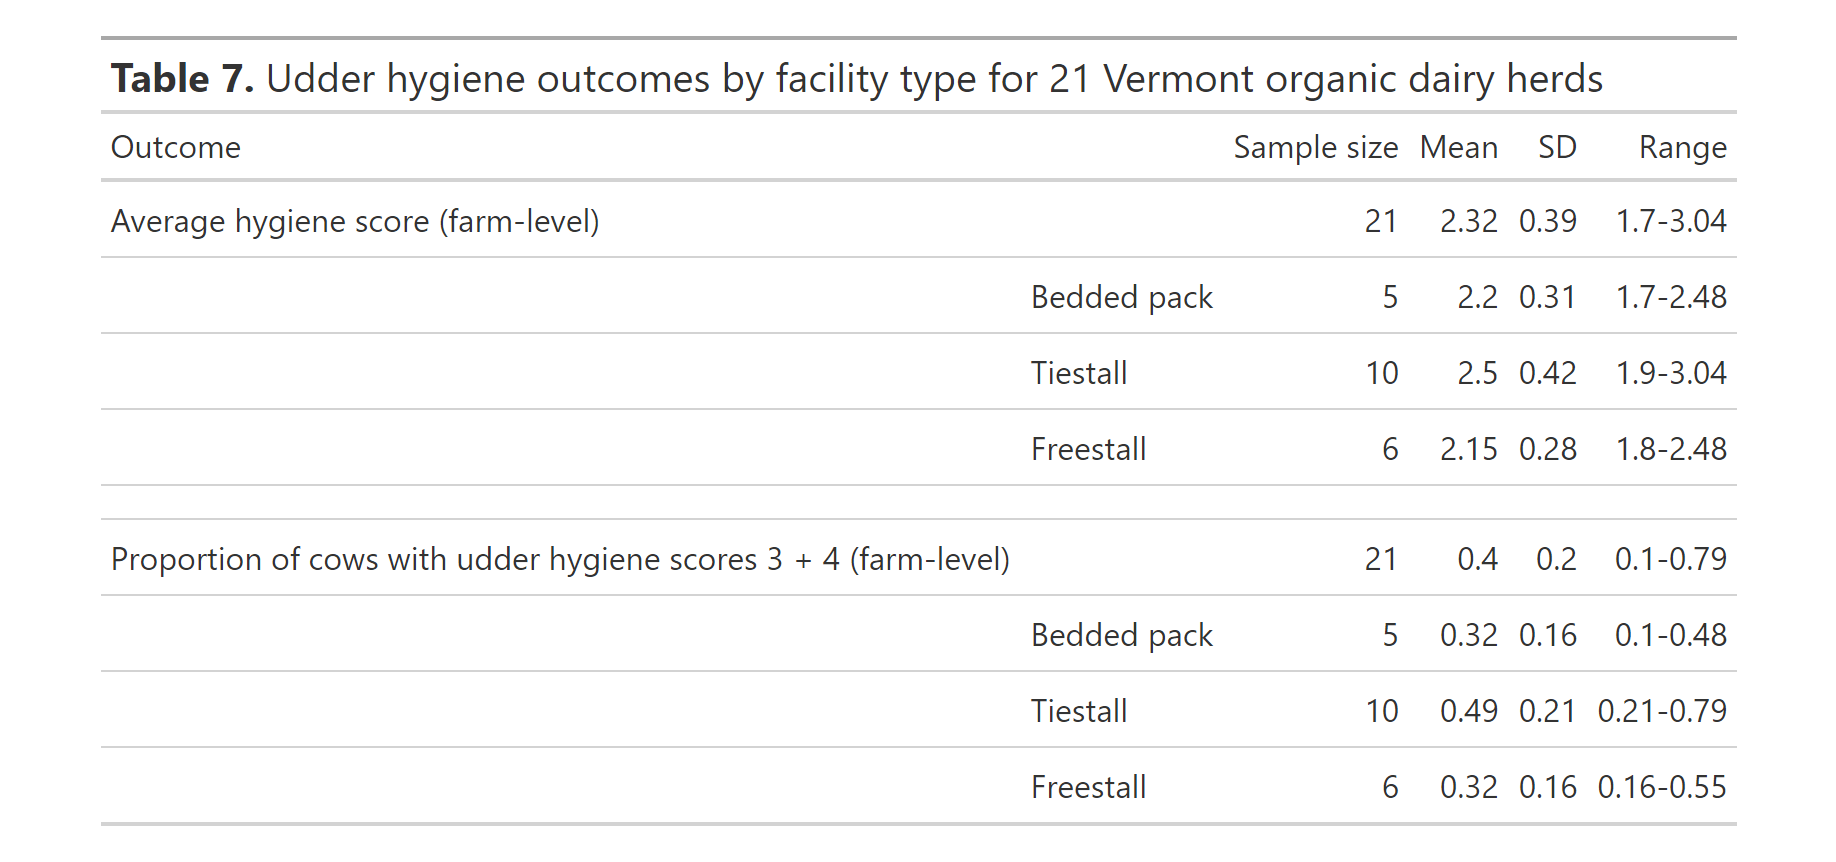 Table 7. Udder hygiene outcomes by facility type for 21 Vermont organic dairy herds
Outcome Sample size Mean SD Range
Average hygiene score (farm-level) 21 2.32 0.39 1.7-3.04
Bedded pack 5 2.2 0.31 1.7-2.48
Tiestall 10 2.5 0.42 1.9-3.04
Freestall 6 2.15 0.28 1.8-2.48
Proportion of cows with udder hygiene scores 3 + 4 (farm-level) 21 0.4 0.2 0.1-0.79
Bedded pack 5 0.32 0.16 0.1-0.48
Tiestall 10 0.49 0.21 0.21-0.79
Freestall 6 0.32 0.16 0.16-0.55